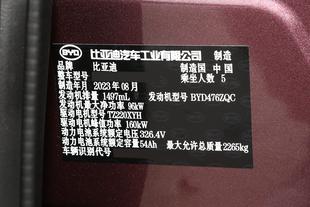 BYD 比亚迪汽车工业有限公司 制造
品牌 比亚迪 制造国 中国
整车型号 乘坐人数 5
制造年月 2023年08月
发动机排量 1497mL 发动机型号 BYD476ZQC
发动机最大净功率 96kW
驱动电机型号 TZ220XYH
驱动电机峰值功率 160kW
动力电池系统额定电压 326.4V
动力电池系统额定容量 54Ah 最大允许总质量 2265kg
车辆识别代号